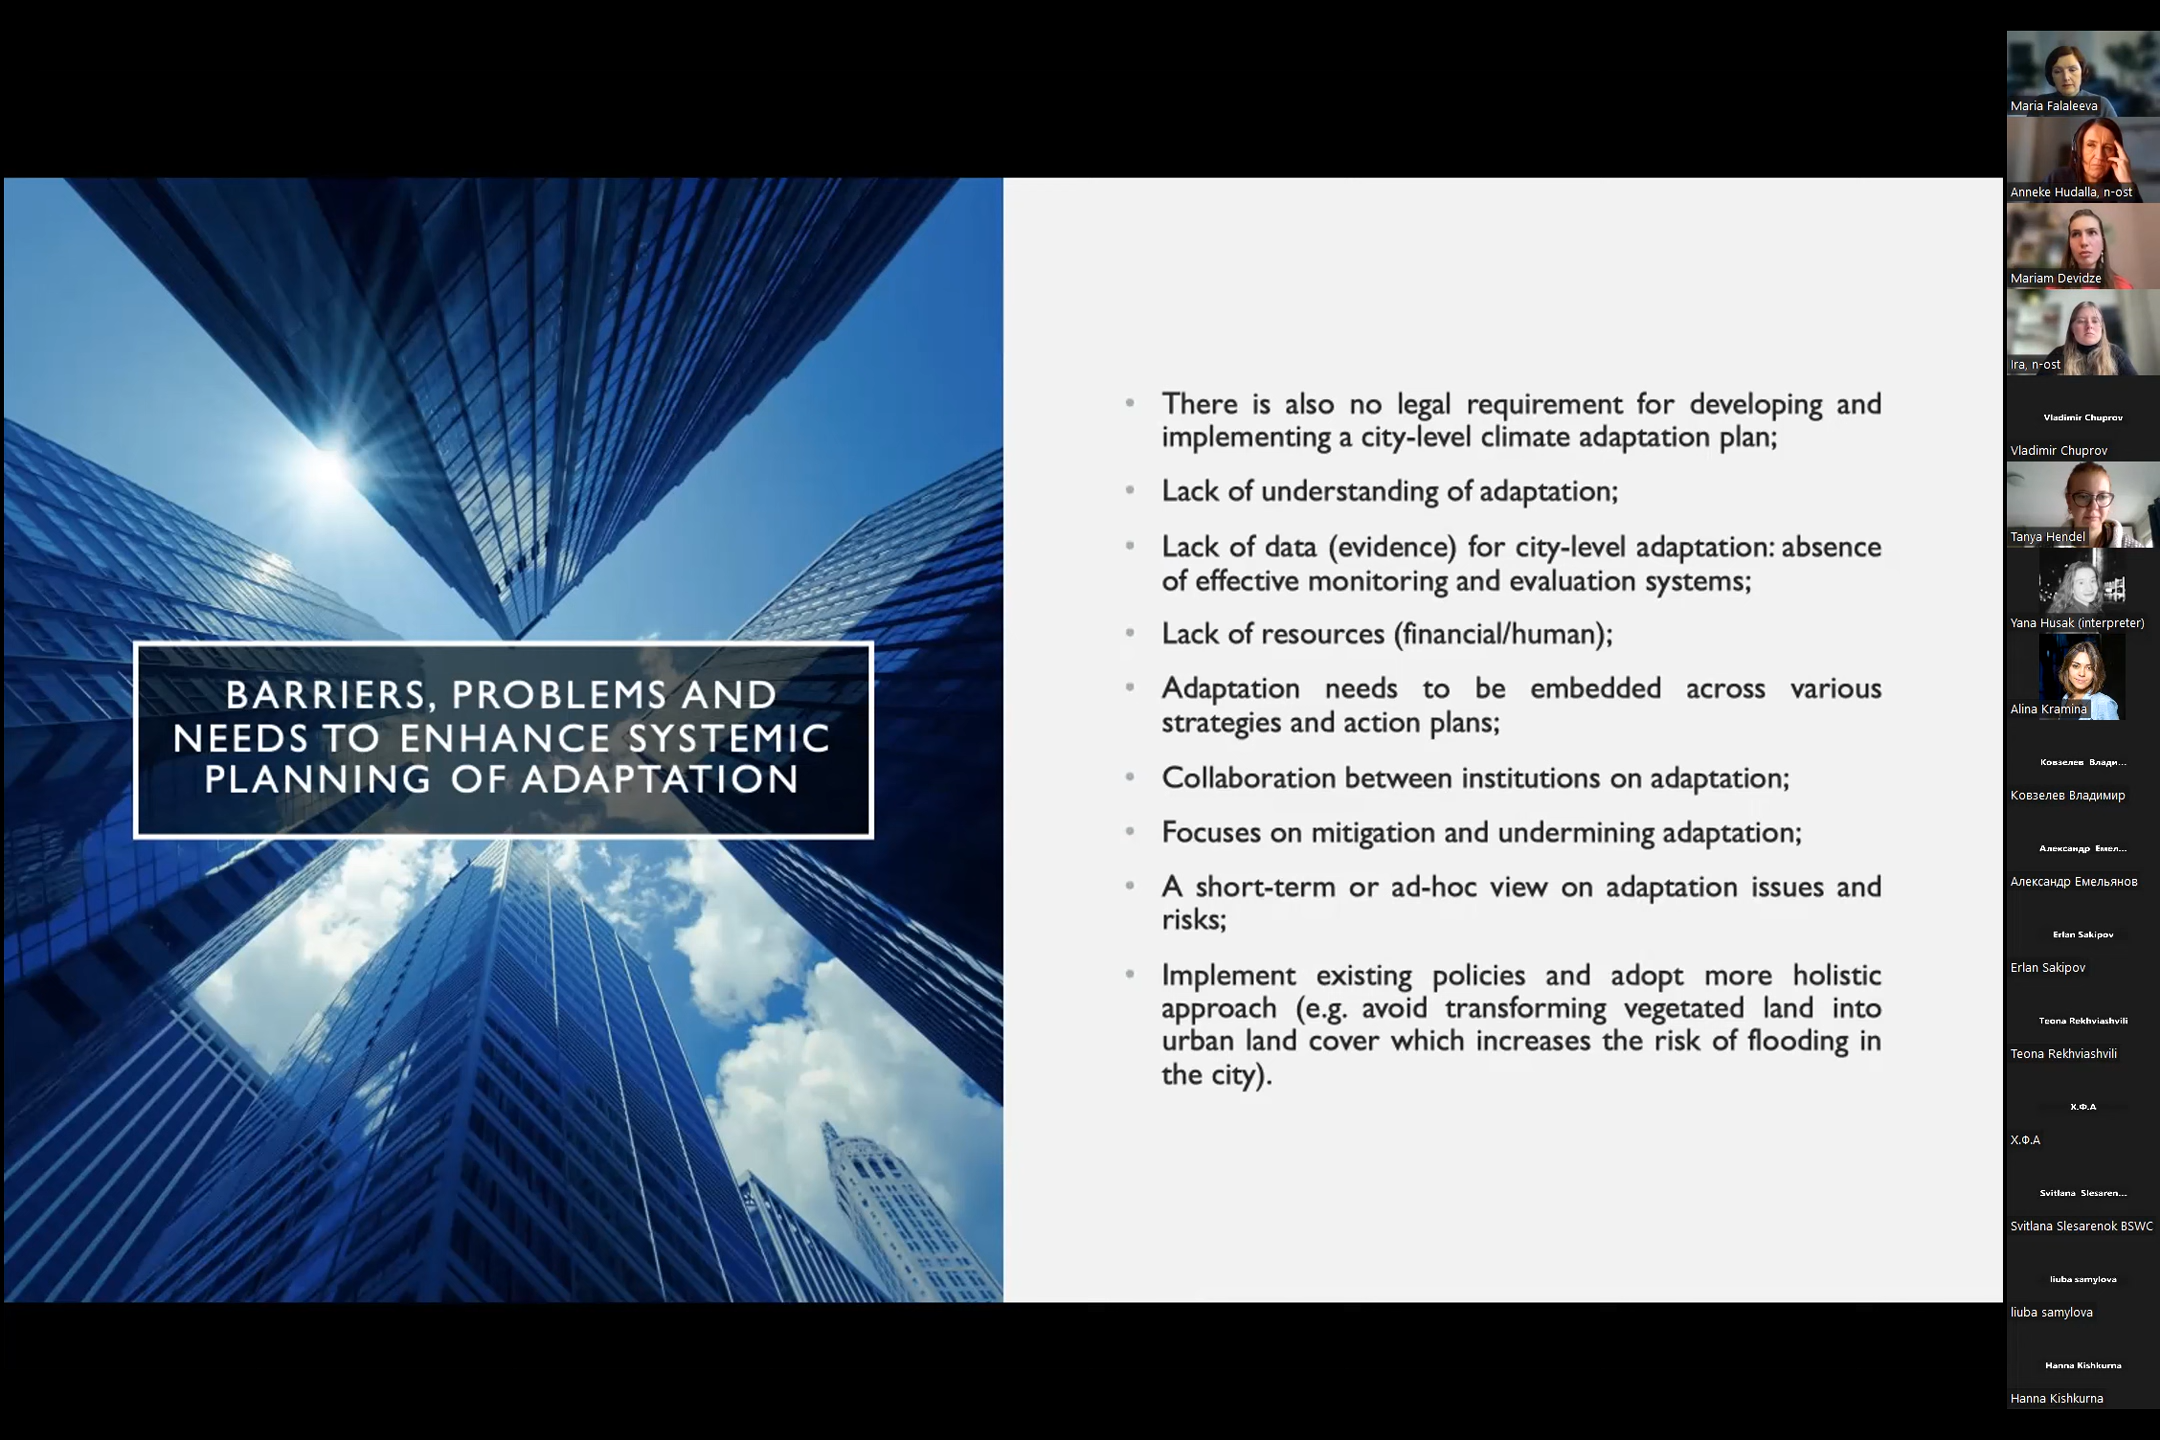 BARRIERS, PROBLEMS AND
NEEDS TO ENHANCE SYSTEMIC
PLANNING OF ADAPTATION
• There is also no legal requirement for developing and
implementing a city-level climate adaptation plan;
• Lack of understanding of adaptation;
• Lack of data (evidence) for city-level adaptation: absence
of effective monitoring and evaluation systems;
• Lack of resources (financial/human);
• Adaptation needs to be embedded across various
strategies and action plans;
• Collaboration between institutions on adaptation;
• Focuses on mitigation and undermining adaptation;
• A short-term or ad-hoc view on adaptation issues and
risks;
• Implement existing policies and adopt more holistic
approach (e.g. avoid transforming vegetated land into
urban land cover which increases the risk of flooding in
the city).
Maria Falaleeva
Anneke Hudalla, n-ost
Mariam Devidze
Ira, n-ost
Vladimir Chuprov
Vladimir Chuprov
Tanya Hendel
Yana Husak (interpreter)
Alina Kramina
Ковзелев Влади...
Ковзелев Владимир
Александр Емел...
Александр Емельянов
Erlan Sakipov
Erlan Sakipov
Teona Rekhviashvili
Teona Rekhviashvili
Х.Ф.А
Х.Ф.А
Svitlana Slesaren...
Svitlana Slesarenok BSWC
liuba samylova
liuba samylova
Hanna Kishkurna
Hanna Kishkurna